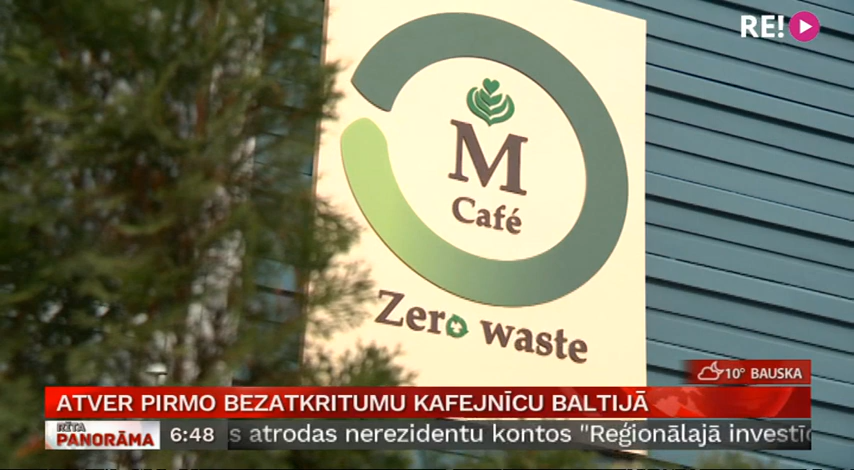 RE!
M
Café
Zero waste
10° BAUSKA
ATVER PIRMO BEZATKRITUMU KAFEJNĪCU BALTIJĀ
RĪTA
PANORĀMA
6:48
s atrodas nerezidentu kontos "Reģionālajā investīc